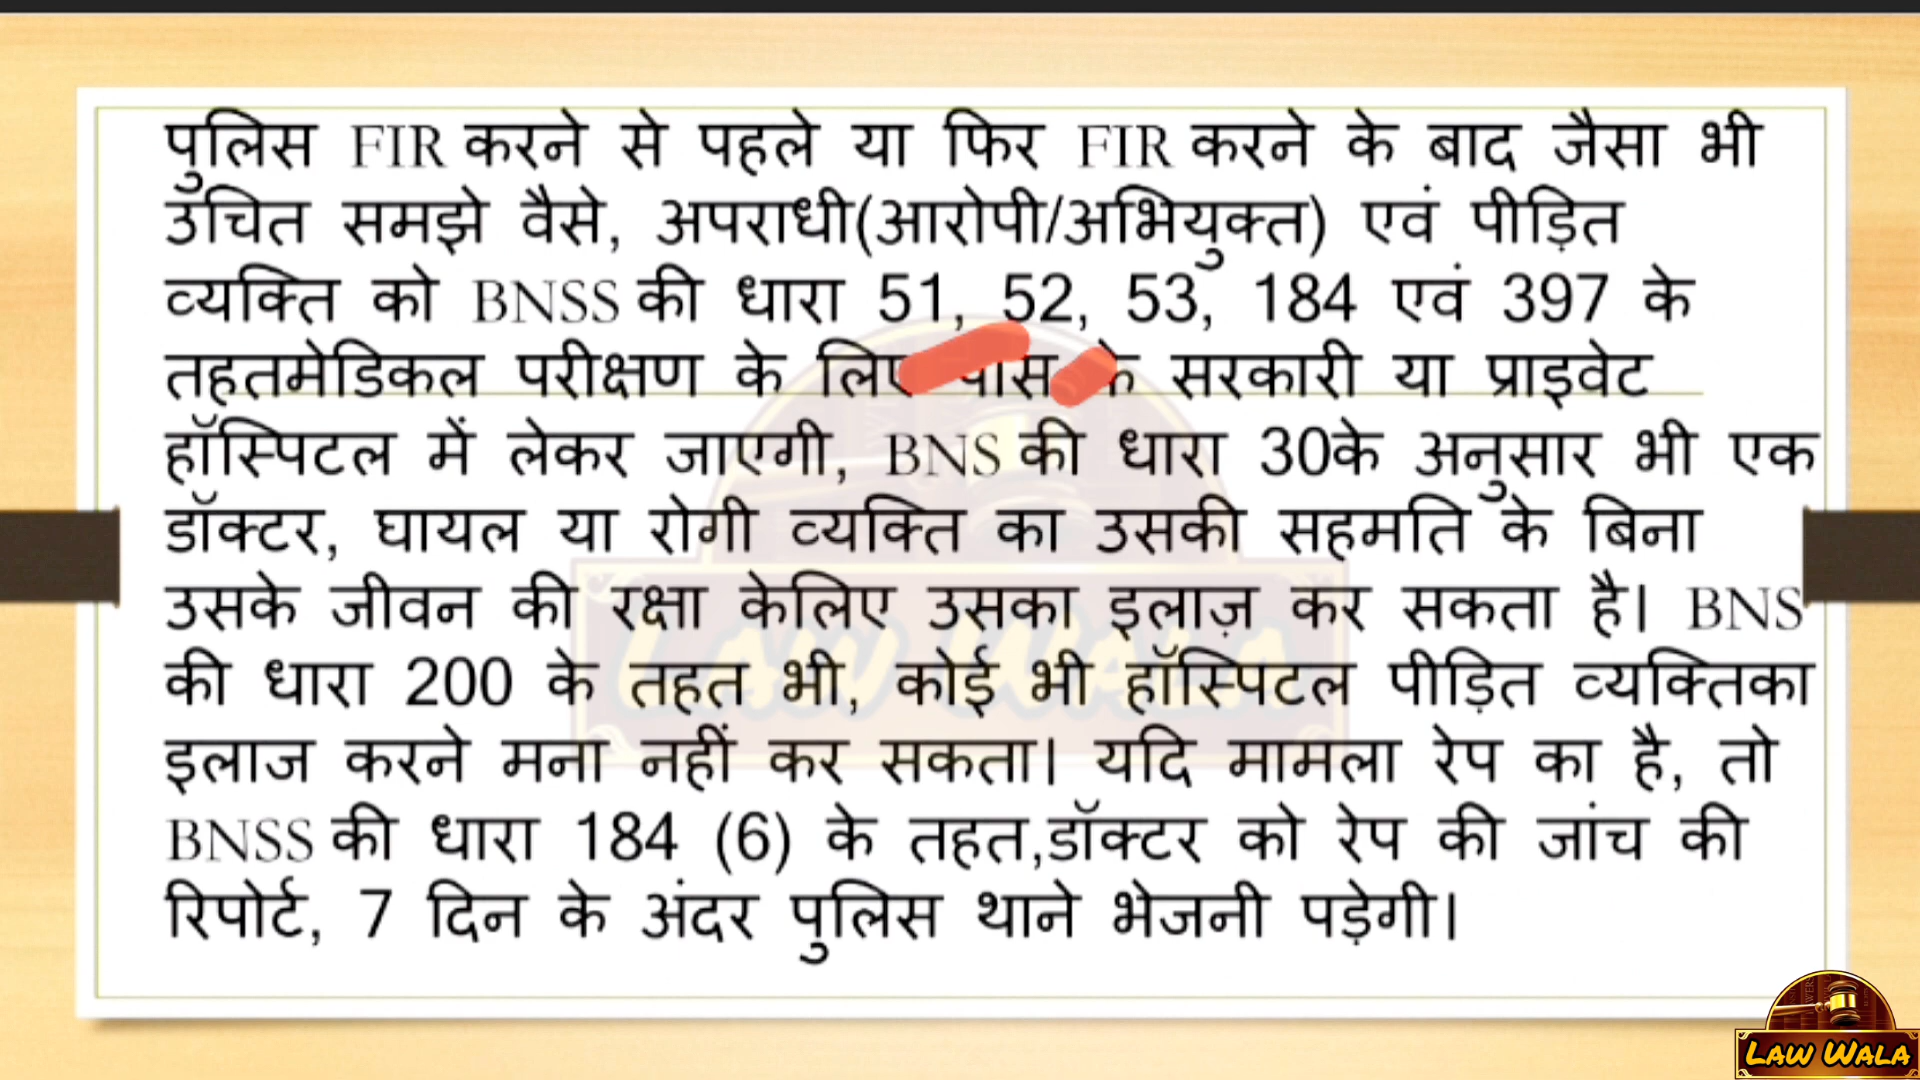 पुलिस FIR करने से पहले या फिर FIR करने के बाद जैसा भी
उचित समझे वैसे, अपराधी(आरोपी/अभियुक्त) एवं पीड़ित
व्यक्ति को BNSS की धारा 51, 52, 53, 184 एवं 397 के
तहतमेडिकल परीक्षण के लिए पास के सरकारी या प्राइवेट
हॉस्पिटल में लेकर जाएगी, BNS की धारा 30के अनुसार भी एक
डॉक्टर, घायल या रोगी व्यक्ति का उसकी सहमति के बिना
उसके जीवन की रक्षा केलिए उसका इलाज़ कर सकता है। BNS
की धारा 200 के तहत भी, कोई भी हॉस्पिटल पीड़ित व्यक्तिका
इलाज करने मना नहीं कर सकता। यदि मामला रेप का है, तो
BNSS की धारा 184 (6) के तहत,डॉक्टर को रेप की जांच की
रिपोर्ट, 7 दिन के अंदर पुलिस थाने भेजनी पड़ेगी।
LAW WALA
LAW WALA